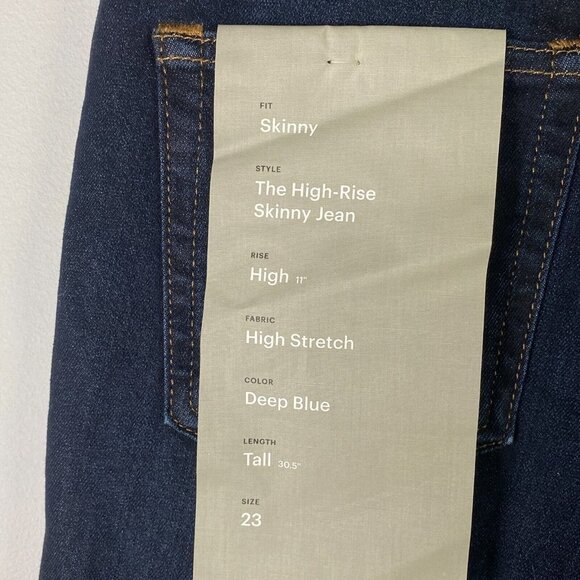 FIT
Skinny
STYLE
The High-Rise
Skinny Jean
RISE
High 11"
FABRIC
High Stretch
COLOR
Deep Blue
LENGTH
Tall 30.5"
SIZE
23